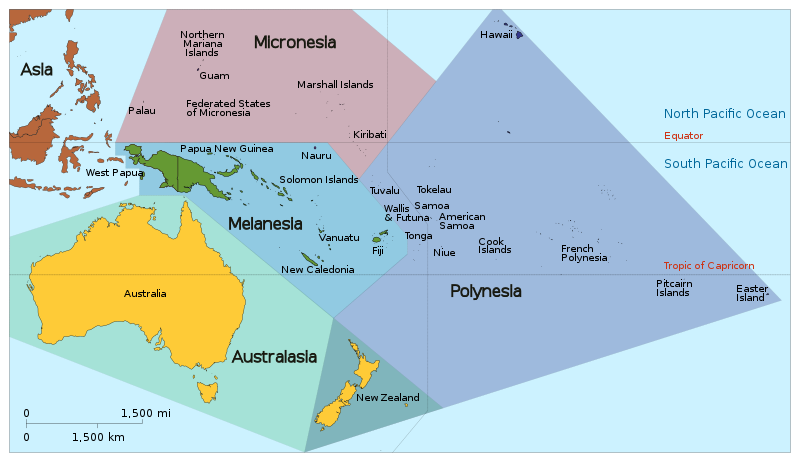 Hawaii
Northern
Mariana
Islands
Micronesia
Asia
Guam
Marshall Islands
Palau
Federated States
of Micronesia
North Pacific Ocean
Kiribati
Equator
Papua New Guinea
Nauru
South Pacific Ocean
West Papua
Solomon Islands
Tuvalu
Tokelau
Wallis
& Futuna
Samoa
American
Samoa
Melanesia
Vanuatu
Fiji
Tonga
Niue
Cook
Islands
French
Polynesia
New Caledonia
Tropic of Capricorn
Australia
Polynesia
Pitcairn
Islands
Easter
Island
Australasia
New Zealand
0
1,500 mi
0
1,500 km